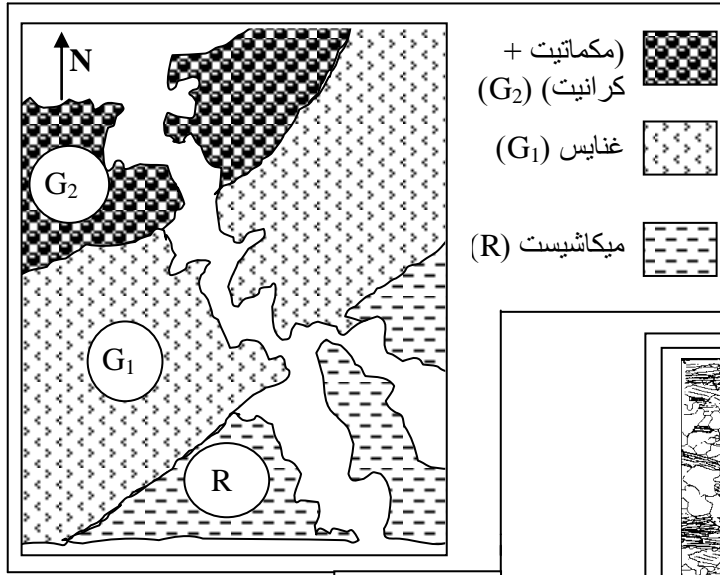 N
G₂
G₁
R
(مكماتيت +
كرانيت) (G₂)
غنايس (G₁)
ميكاشيست (R)